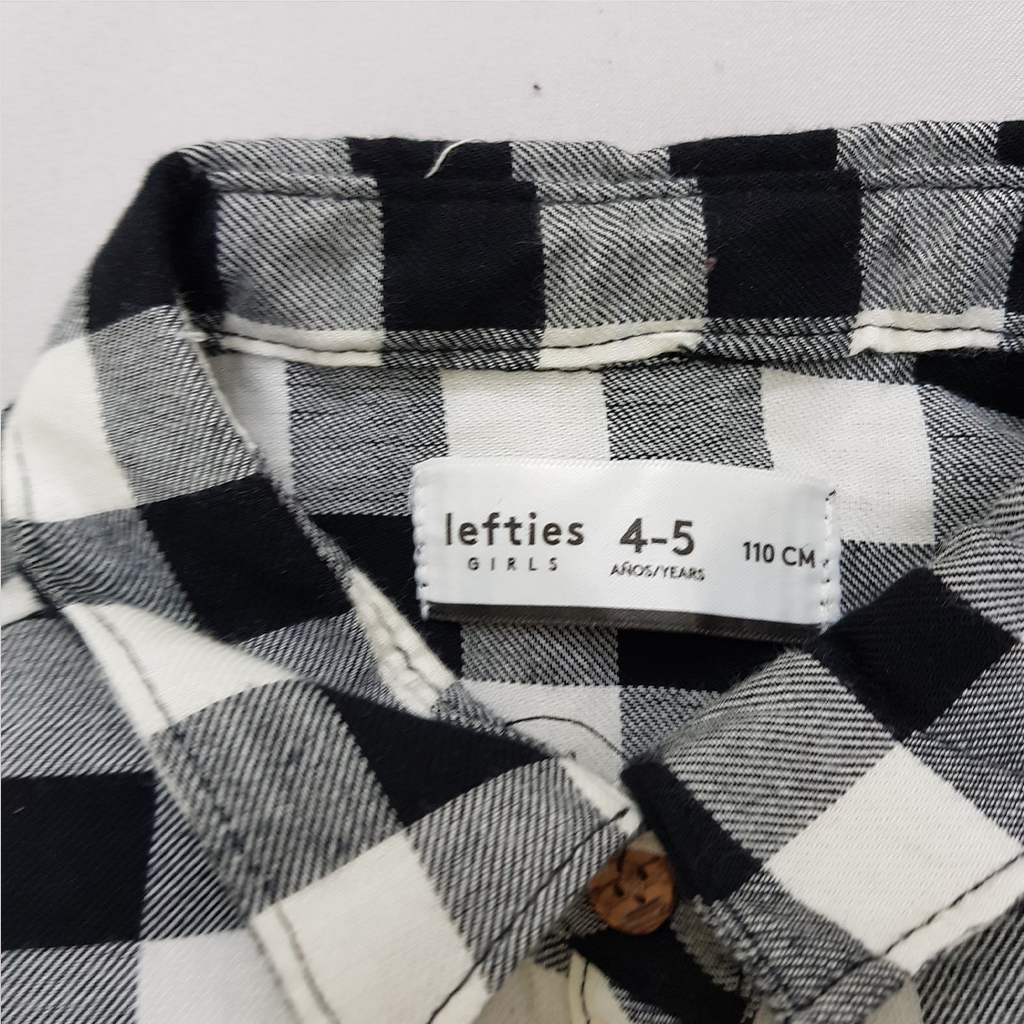 lefties 4-5 110 CM
GIRLS AÑOS/YEARS